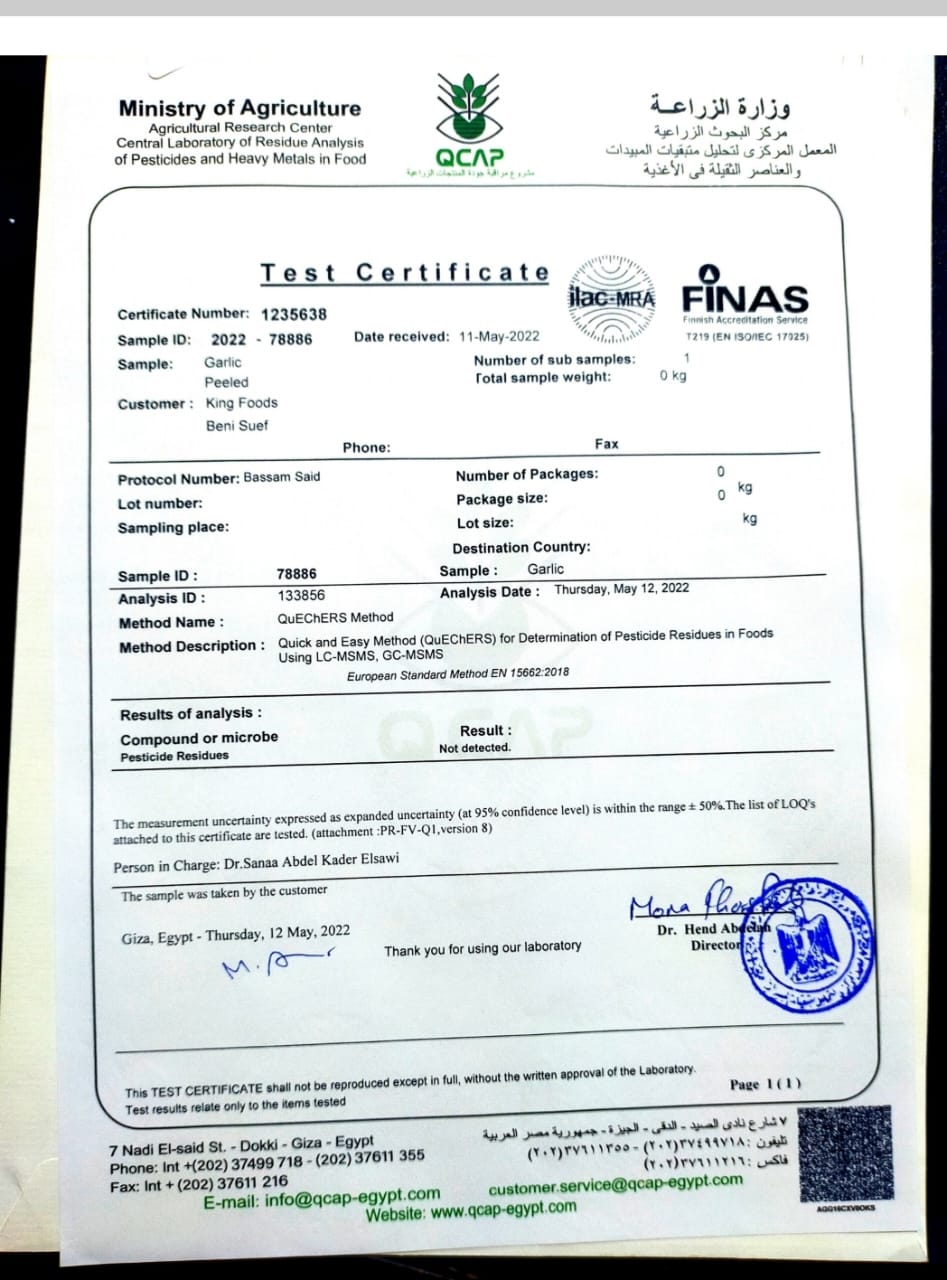 Ministry of Agriculture
Agricultural Research Center
Central Laboratory of Residue Analysis
of Pesticides and Heavy Metals in Food
QCAP
مشروع مراقبة جودة المنتجات الزراعية
وزارة الزراعـة
مركز البحوث الزراعية
المعمل المركزى لتحليل متبقيات المبيدات
والعناصر الثقيلة فى الأغذية
Test Certificate
ilac-MRA
FINAS
Finnish Accreditation Service
T219 (EN ISO/IEC 17025)
Certificate Number: 1235638
Sample ID: 2022 - 78886 Date received: 11-May-2022
Sample: Garlic Number of sub samples: 1
Peeled Total sample weight: 0 kg
Customer : King Foods
Beni Suef
Phone: Fax
Protocol Number: Bassam Said Number of Packages: 0
Lot number: Package size: 0 kg
Sampling place: Lot size: kg
Destination Country:
Sample ID : 78886 Sample : Garlic
Analysis ID : 133856 Analysis Date : Thursday, May 12, 2022
Method Name : QuEChERS Method
Method Description : Quick and Easy Method (QuEChERS) for Determination of Pesticide Residues in Foods
Using LC-MSMS, GC-MSMS
European Standard Method EN 15662:2018
Results of analysis :
Compound or microbe Result :
Pesticide Residues Not detected.
QCAP
The measurement uncertainty expressed as expanded uncertainty (at 95% confidence level) is within the range ± 50%.The list of LOQ's
attached to this certificate are tested. (attachment :PR-FV-Q1,version 8)
Person in Charge: Dr.Sanaa Abdel Kader Elsawi
The sample was taken by the customer
Mona
Dr. Hend Abdelah
Director
Giza, Egypt - Thursday, 12 May, 2022
Thank you for using our laboratory
This TEST CERTIFICATE shall not be reproduced except in full, without the written approval of the Laboratory.
Test results relate only to the items tested
Page 1(1)
7 Nadi El-said St. - Dokki - Giza - Egypt
Phone: Int +(202) 37499 718 - (202) 37611 355
Fax: Int + (202) 37611 216
E-mail: info@qcap-egypt.com
customer.service@qcap-egypt.com
Website: www.qcap-egypt.com
٧ شارع نادى الصيد - الدقى - الجيزة - جمهورية مصر العربية
تليفون : ٣٧٤٩٩٧١٨(٢٠٢) - ٣٧٦١١٣٥٥(٢٠٢)
فاكس : ٣٧٦١١٢١٦(٢٠٢)
AGG16CXV8OKS